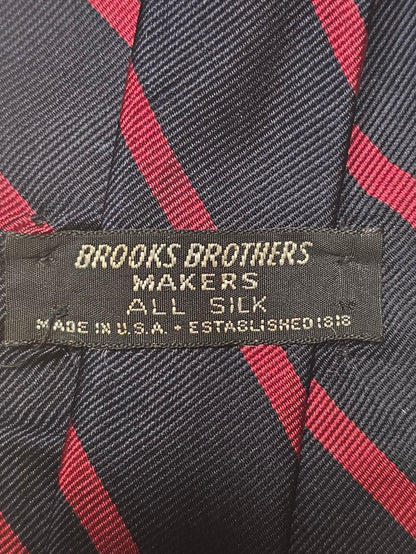 BROOKS BROTHERS
MAKERS
ALL SILK
MADE IN U.S.A. • ESTABLISHED 1818